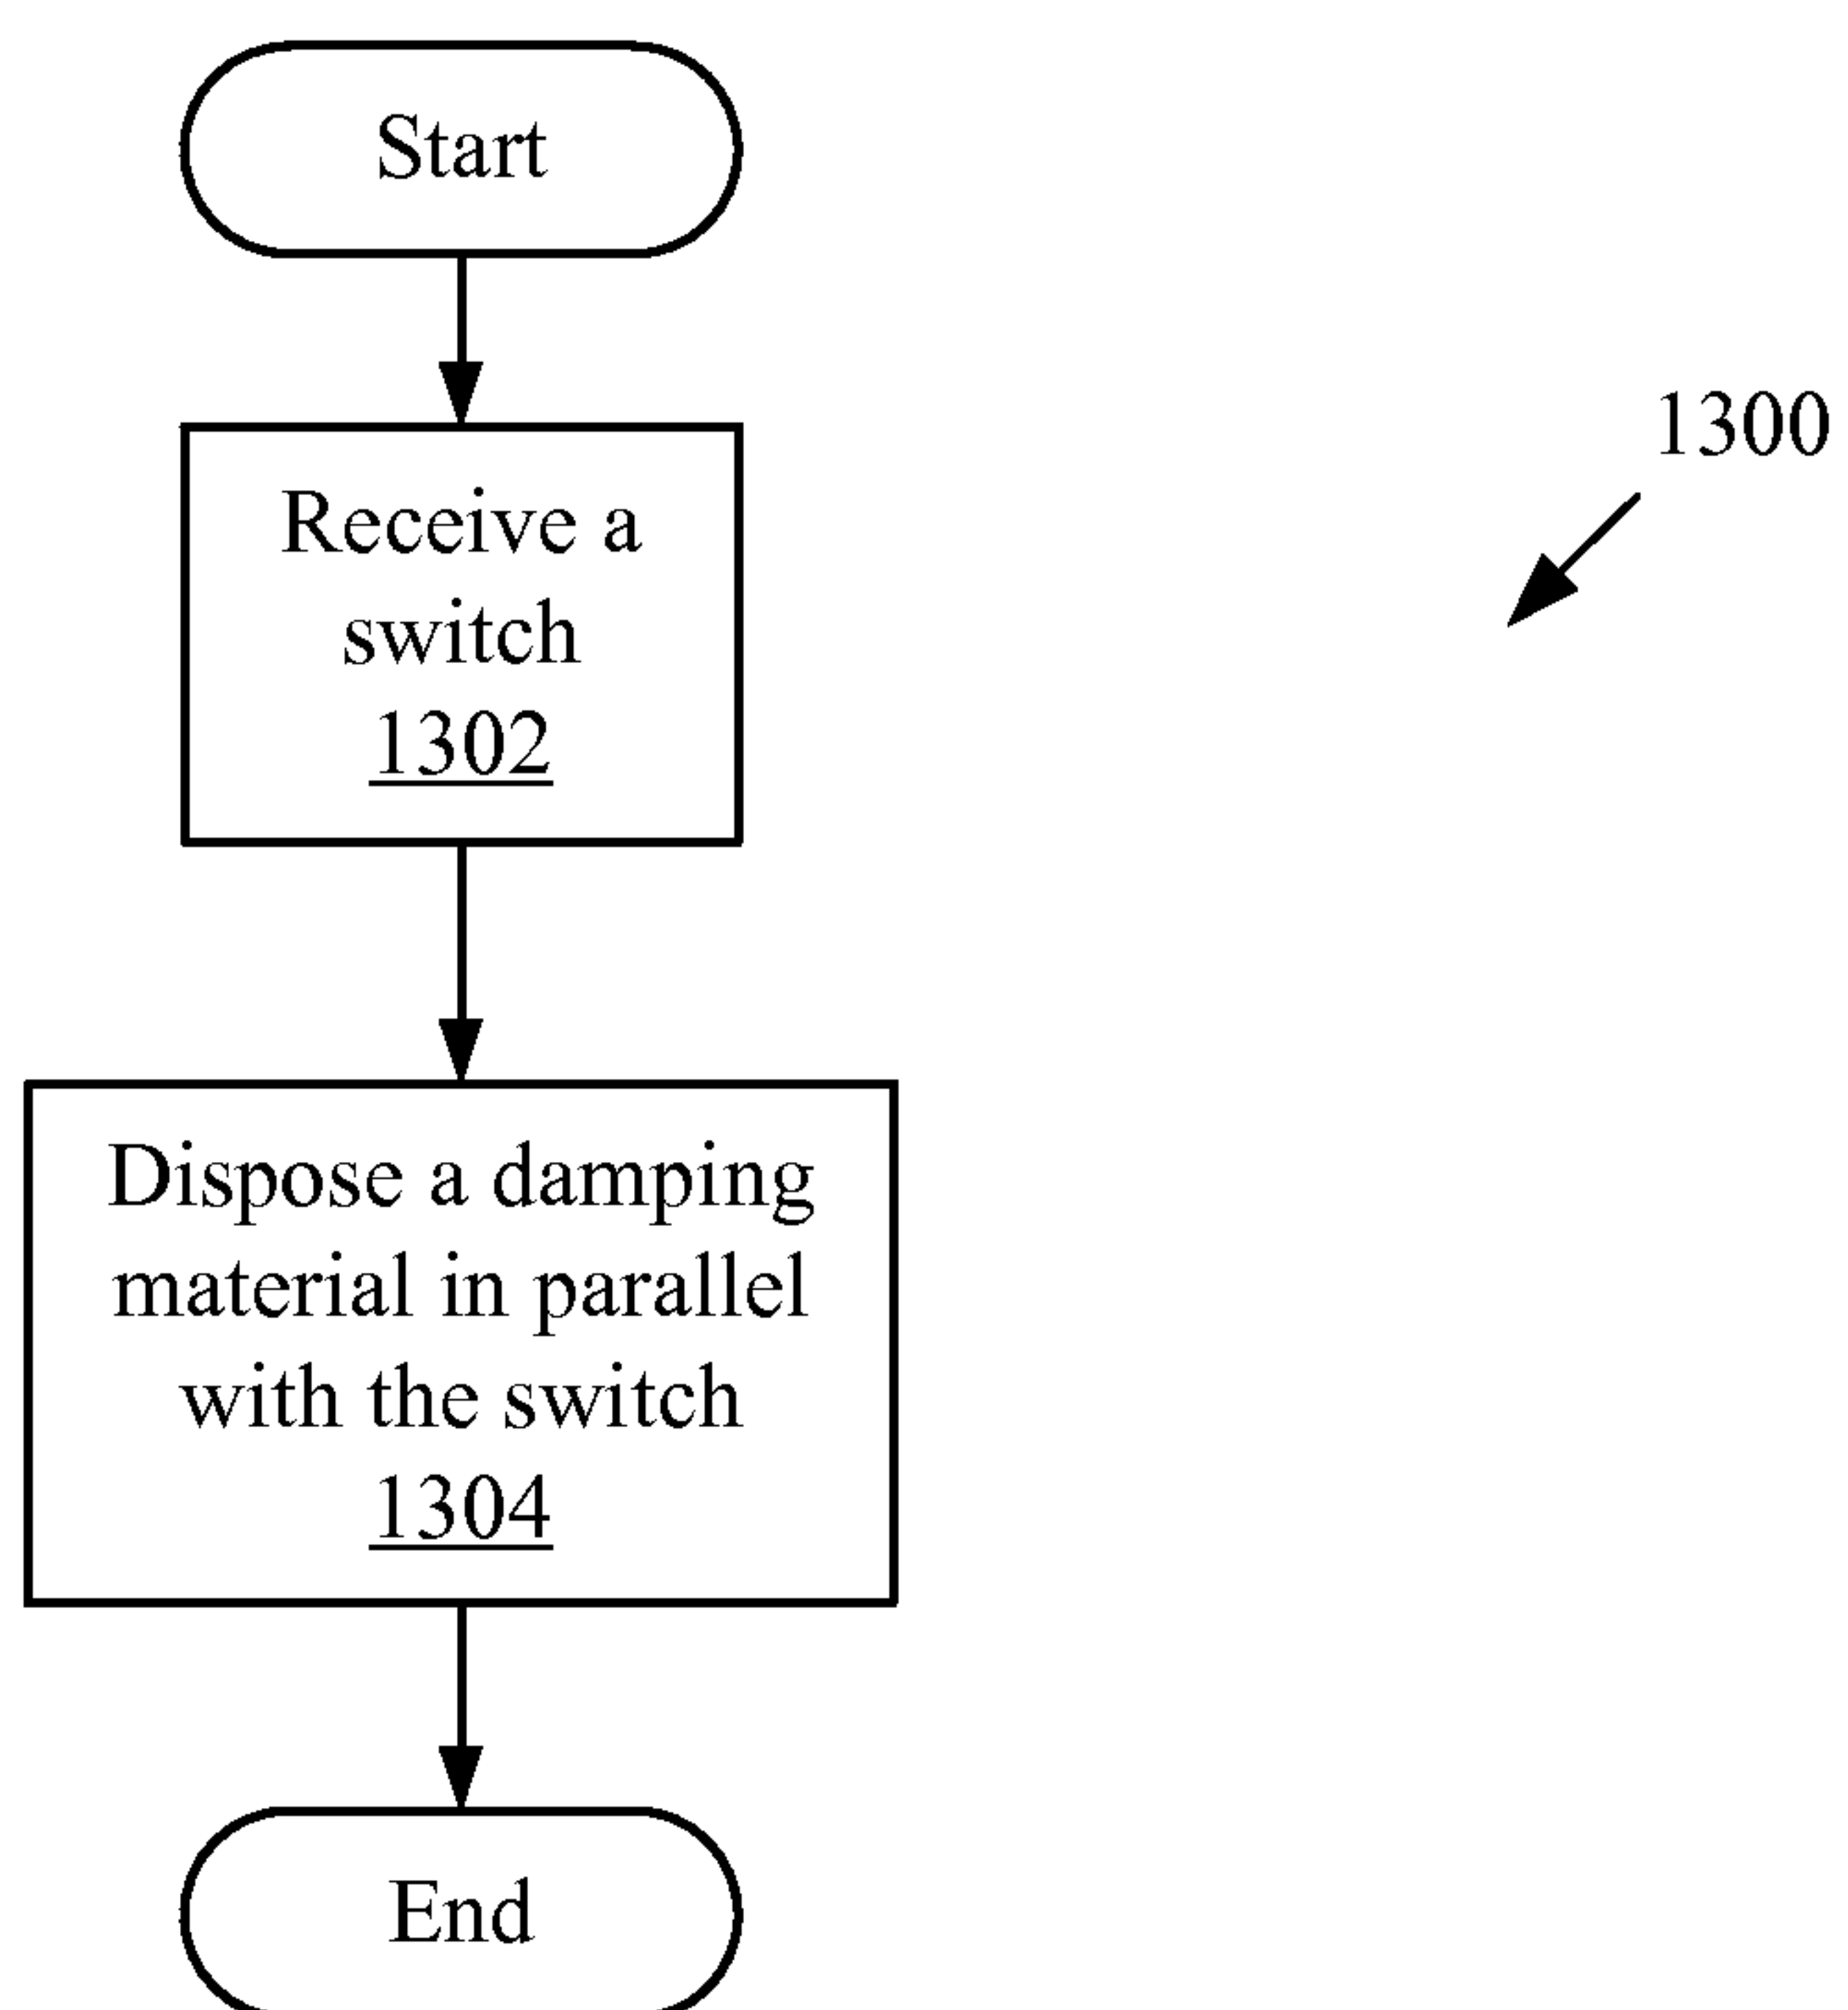 Start
1300
Receive a
switch
1302
Dispose a damping
material in parallel
with the switch
1304
End